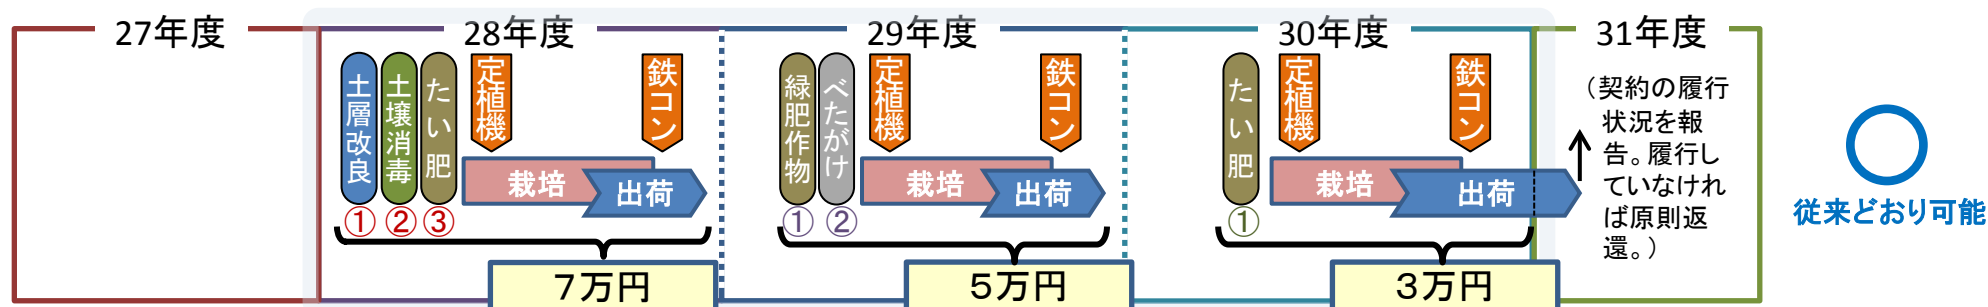 27年度
28年度
29年度
30年度
31年度
土層改良
土壌消毒
たい肥
定植機
鉄コン
緑肥作物
べたがけ
定植機
鉄コン
たい肥
定植機
鉄コン
（契約の履行
状況を報
告。履行し
ていなけれ
ば原則返
還。）
栽培
出荷
栽培
出荷
栽培
出荷
従来どおり可能
①
②
③
①
②
①
７万円
５万円
３万円